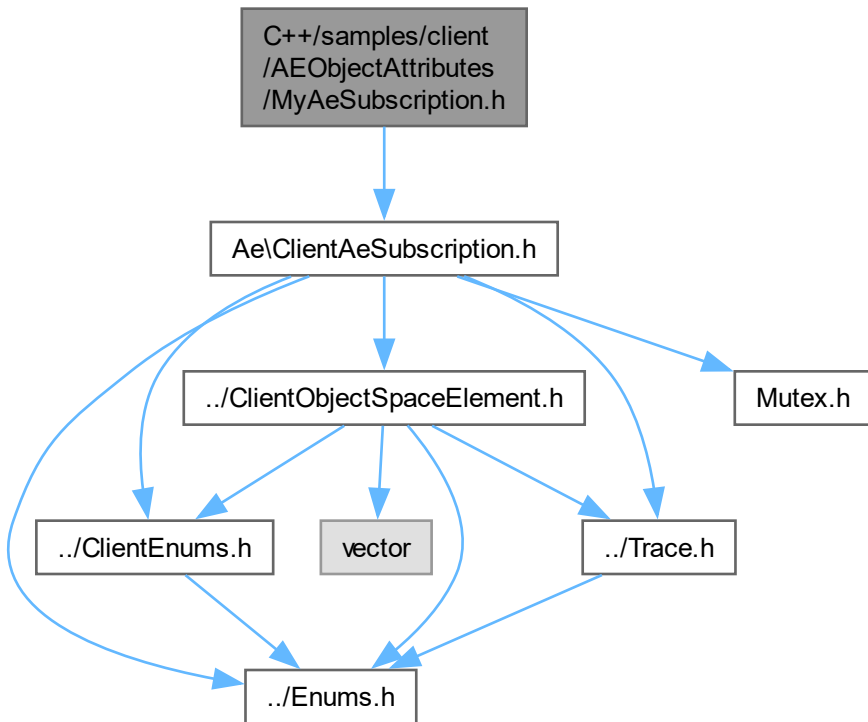 C++/samples/client
/AEObjectAttributes
/MyAeSubscription.h
Ae\ClientAeSubscription.h
../ClientObjectSpaceElement.h
Mutex.h
../ClientEnums.h
vector
../Trace.h
../Enums.h